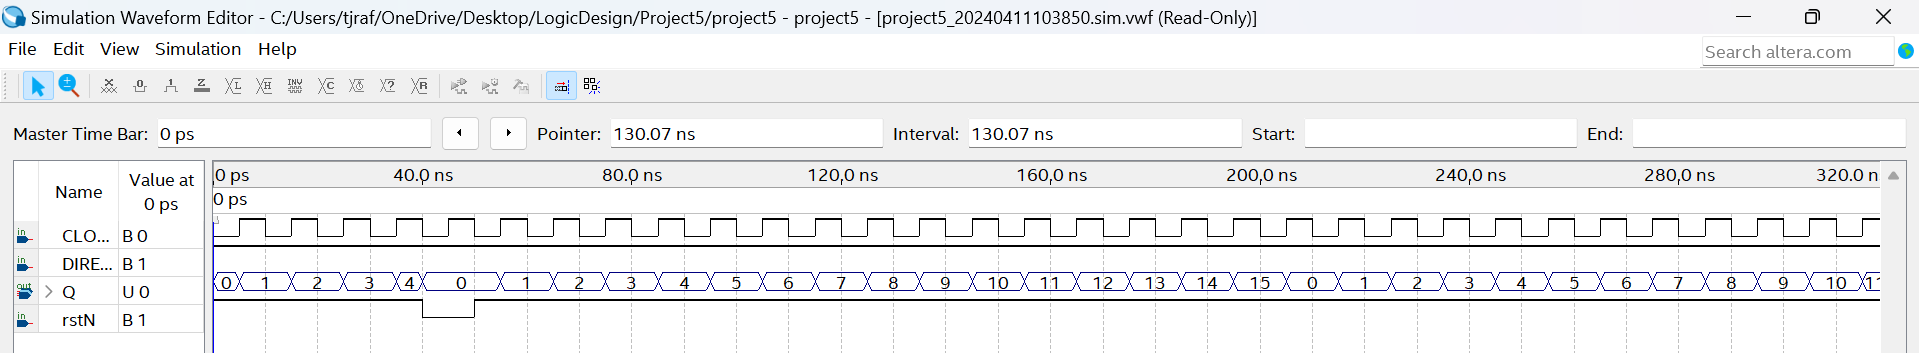 Simulation Waveform Editor - C:/Users/tjraf/OneDrive/Desktop/LogicDesign/Project5/project5 - project5 - [project5_20240411103850.sim.vwf (Read-Only)]
File Edit View Simulation Help
Search altera.com
Master Time Bar: 0 ps Pointer: 130.07 ns Interval: 130.07 ns Start: End:
Name Value at 0 ps
0 ps 40.0 ns 80.0 ns 120.0 ns 160.0 ns 200.0 ns 240.0 ns 280.0 ns 320.0 n
0 ps
in CLO... B 0
in DIRE... B 1
out Q U 0 0 1 2 3 4 0 1 2 3 4 5 6 7 8 9 10 11 12 13 14 15 0 1 2 3 4 5 6 7 8 9 10 11
in rstN B 1